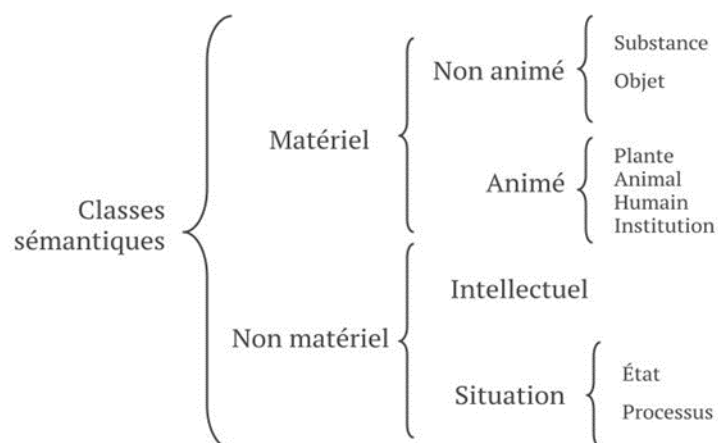 Classes
sémantiques
Matériel
Non animé
Substance
Objet
Animé
Plante
Animal
Humain
Institution
Non matériel
Intellectuel
Situation
État
Processus